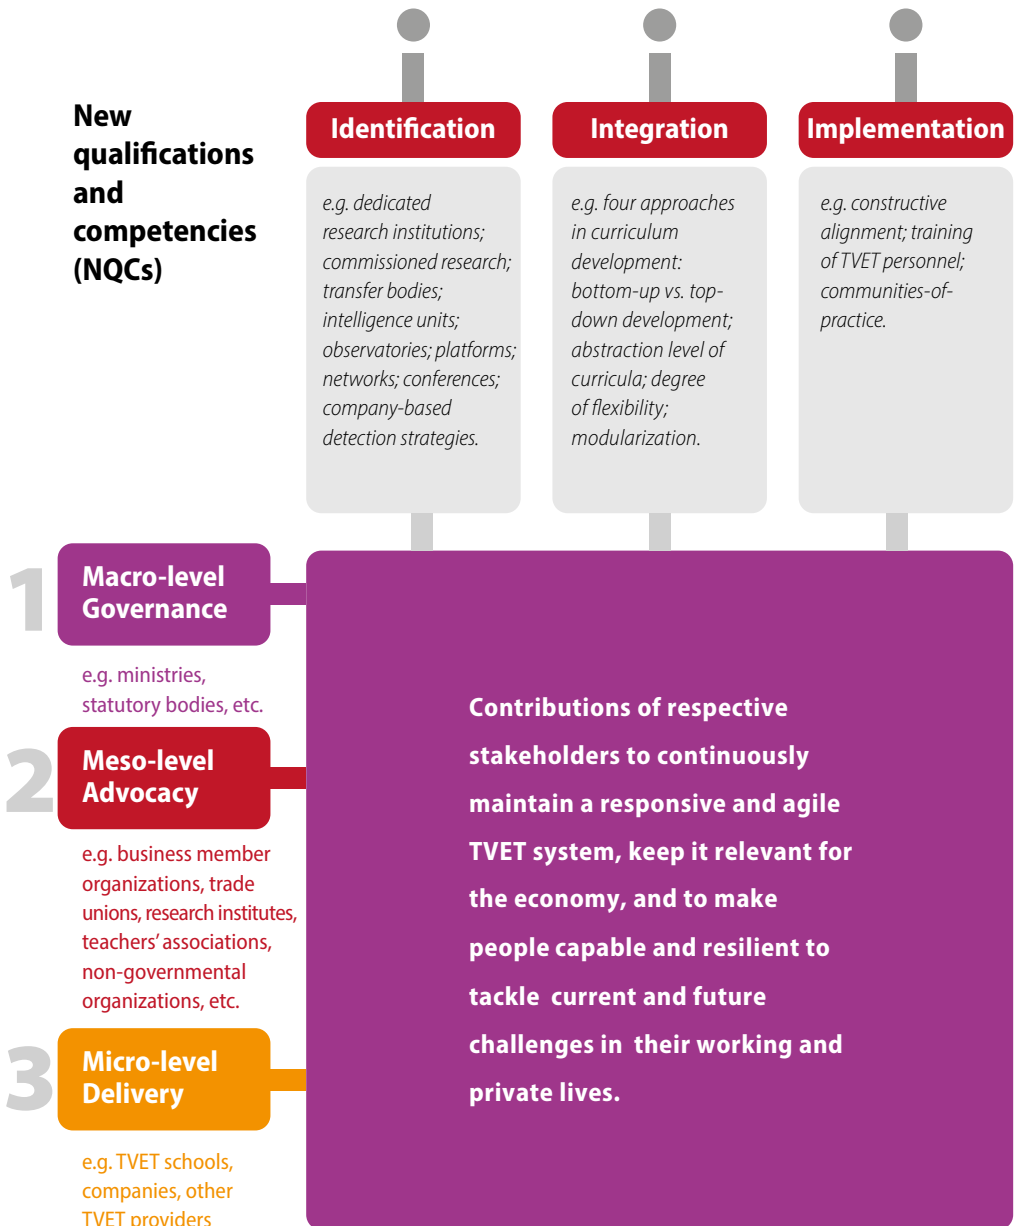 New
qualifications
and
competencies
(NQCs)
Identification
e.g. dedicated
research institutions;
commissioned research;
transfer bodies;
intelligence units;
observatories; platforms;
networks; conferences;
company-based
detection strategies.
Integration
e.g. four approaches
in curriculum
development:
bottom-up vs. top-
down development;
abstraction level of
curricula; degree
of flexibility;
modularization.
Implementation
e.g. constructive
alignment; training
of TVET personnel;
communities-of-
practice.
1
Macro-level
Governance
e.g. ministries,
statutory bodies, etc.
2
Meso-level
Advocacy
e.g. business member
organizations, trade
unions, research institutes,
teachers' associations,
non-governmental
organizations, etc.
3
Micro-level
Delivery
e.g. TVET schools,
companies, other
TVET providers
Contributions of respective
stakeholders to continuously
maintain a responsive and agile
TVET system, keep it relevant for
the economy, and to make
people capable and resilient to
tackle current and future
challenges in their working and
private lives.